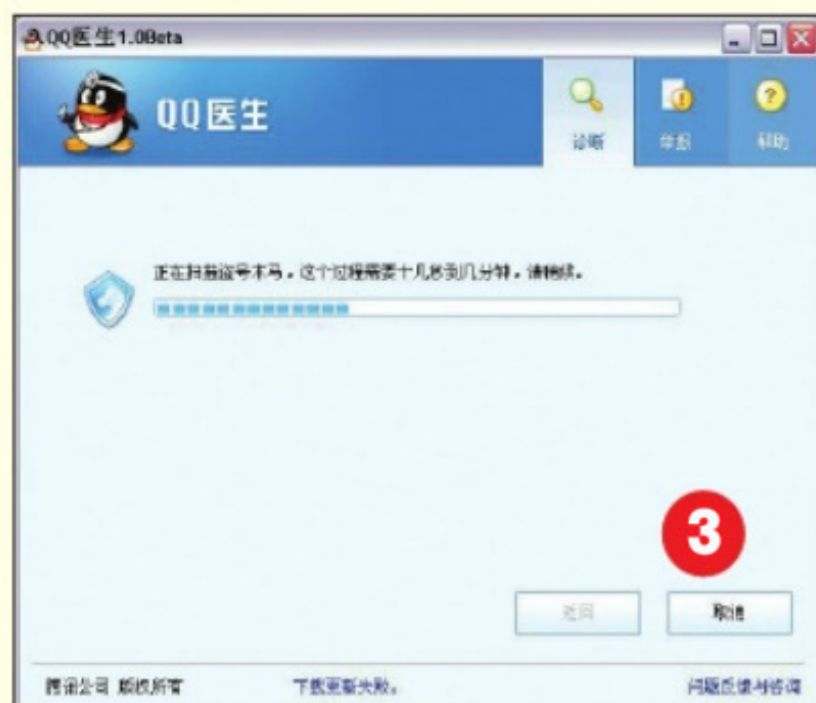 QQ医生1.0Beta
QQ医生
诊断
举报
帮助
正在扫描盗号木马，这个过程需要十几秒到几分钟，请稍候。
3
返回
取消
腾讯公司 版权所有
下载更新失败。
问题反馈与咨询